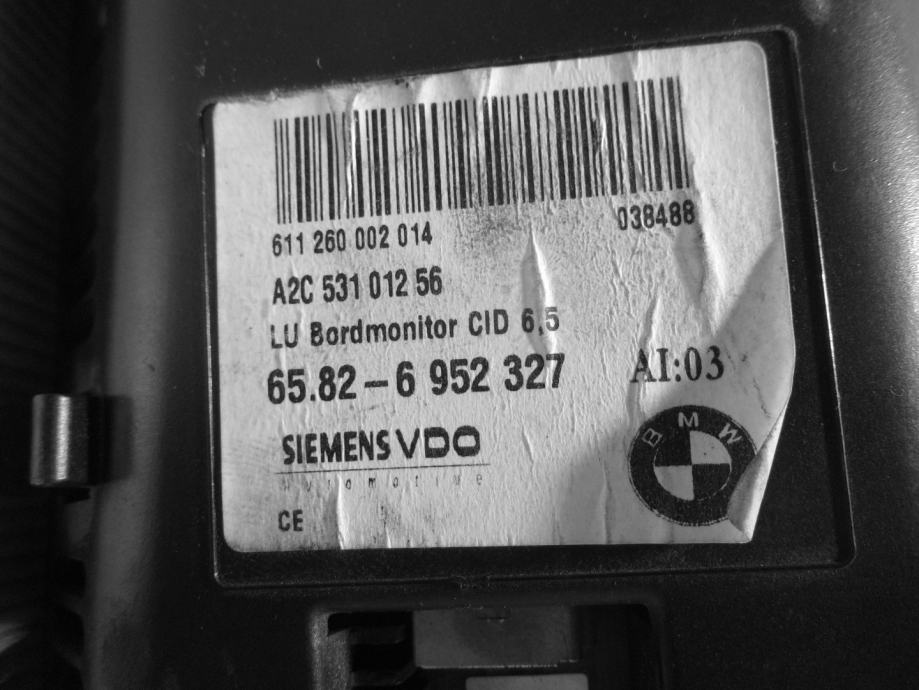 611 260 002 014 038488
A2C 531 012 56
LU Bordmonitor CID 6,5
65.82-6 952 327 AI:03
BMW
SIEMENS VDO
Automotive
CE